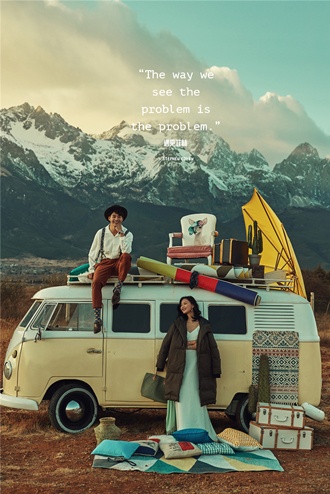 “The way we
see the
problem is
the problem.”